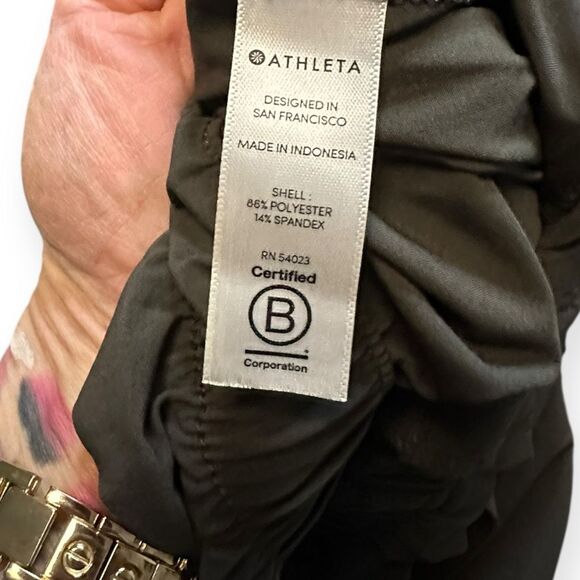 ATHLETA
DESIGNED IN
SAN FRANCISCO
MADE IN INDONESIA
SHELL :
86% POLYESTER
14% SPANDEX
RN 54023
Certified
B
Corporation